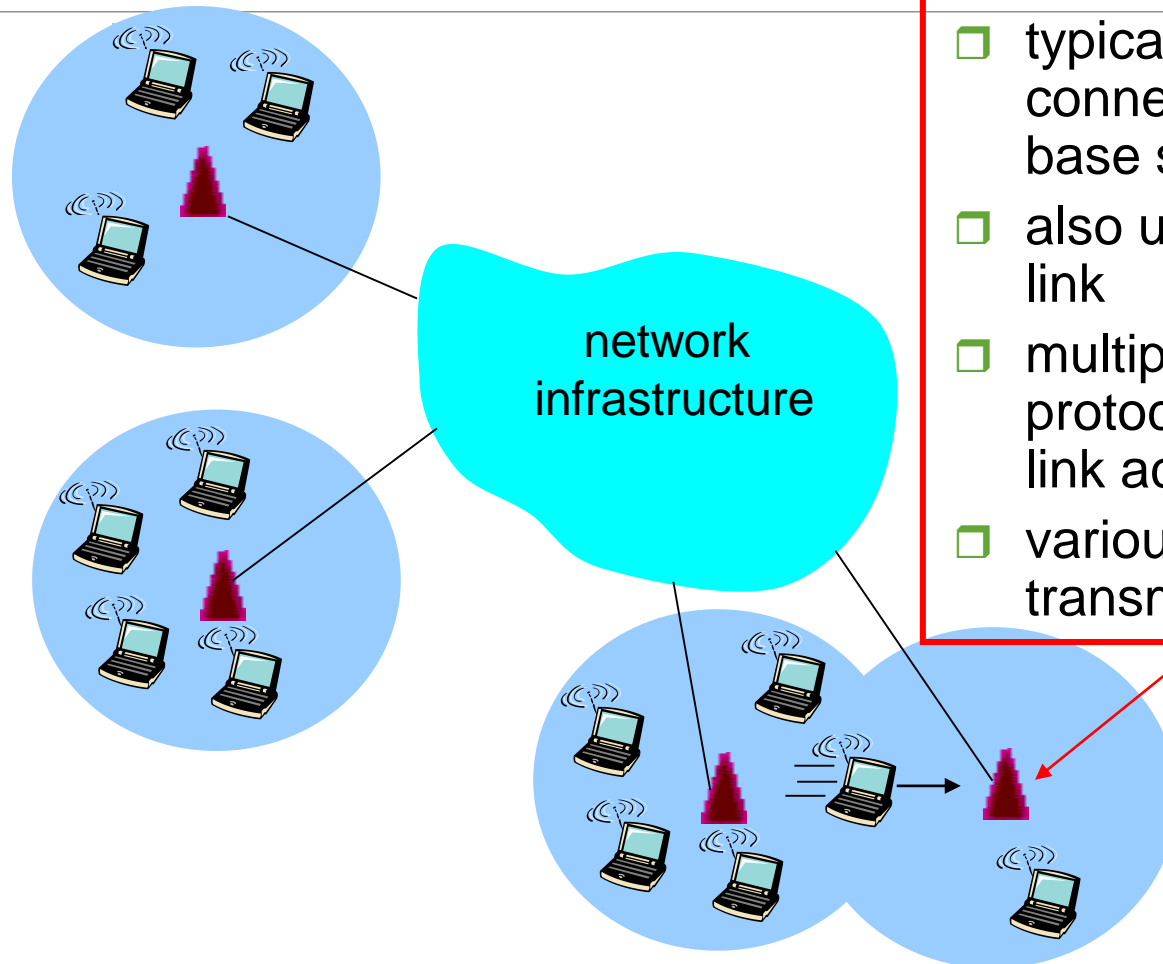 typica
conne
base s
also u
link
multip
protoc
link ac
variou
transm
network
infrastructure